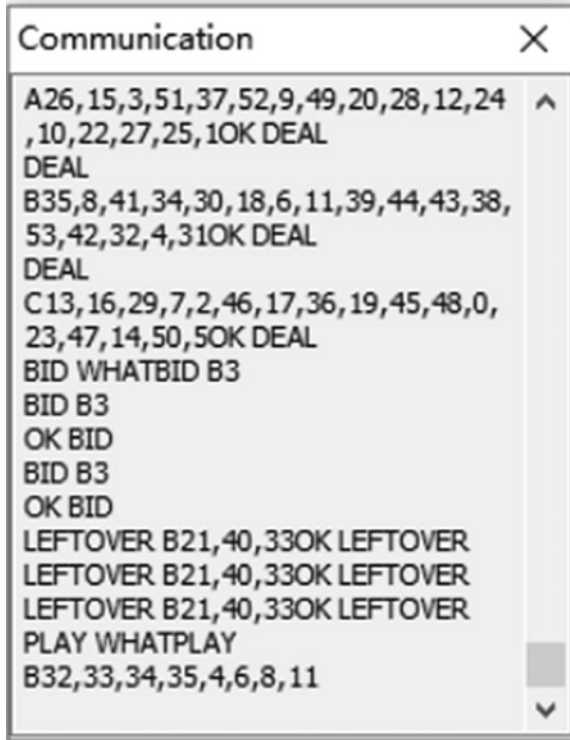 Communication
A26,15,3,51,37,52,9,49,20,28,12,24
,10,22,27,25,1OK DEAL
DEAL
B35,8,41,34,30,18,6,11,39,44,43,38,
53,42,32,4,31OK DEAL
DEAL
C13,16,29,7,2,46,17,36,19,45,48,0,
23,47,14,50,5OK DEAL
BID WHATBID B3
BID B3
OK BID
BID B3
OK BID
LEFTOVER B21,40,33OK LEFTOVER
LEFTOVER B21,40,33OK LEFTOVER
LEFTOVER B21,40,33OK LEFTOVER
PLAY WHATPLAY
B32,33,34,35,4,6,8,11